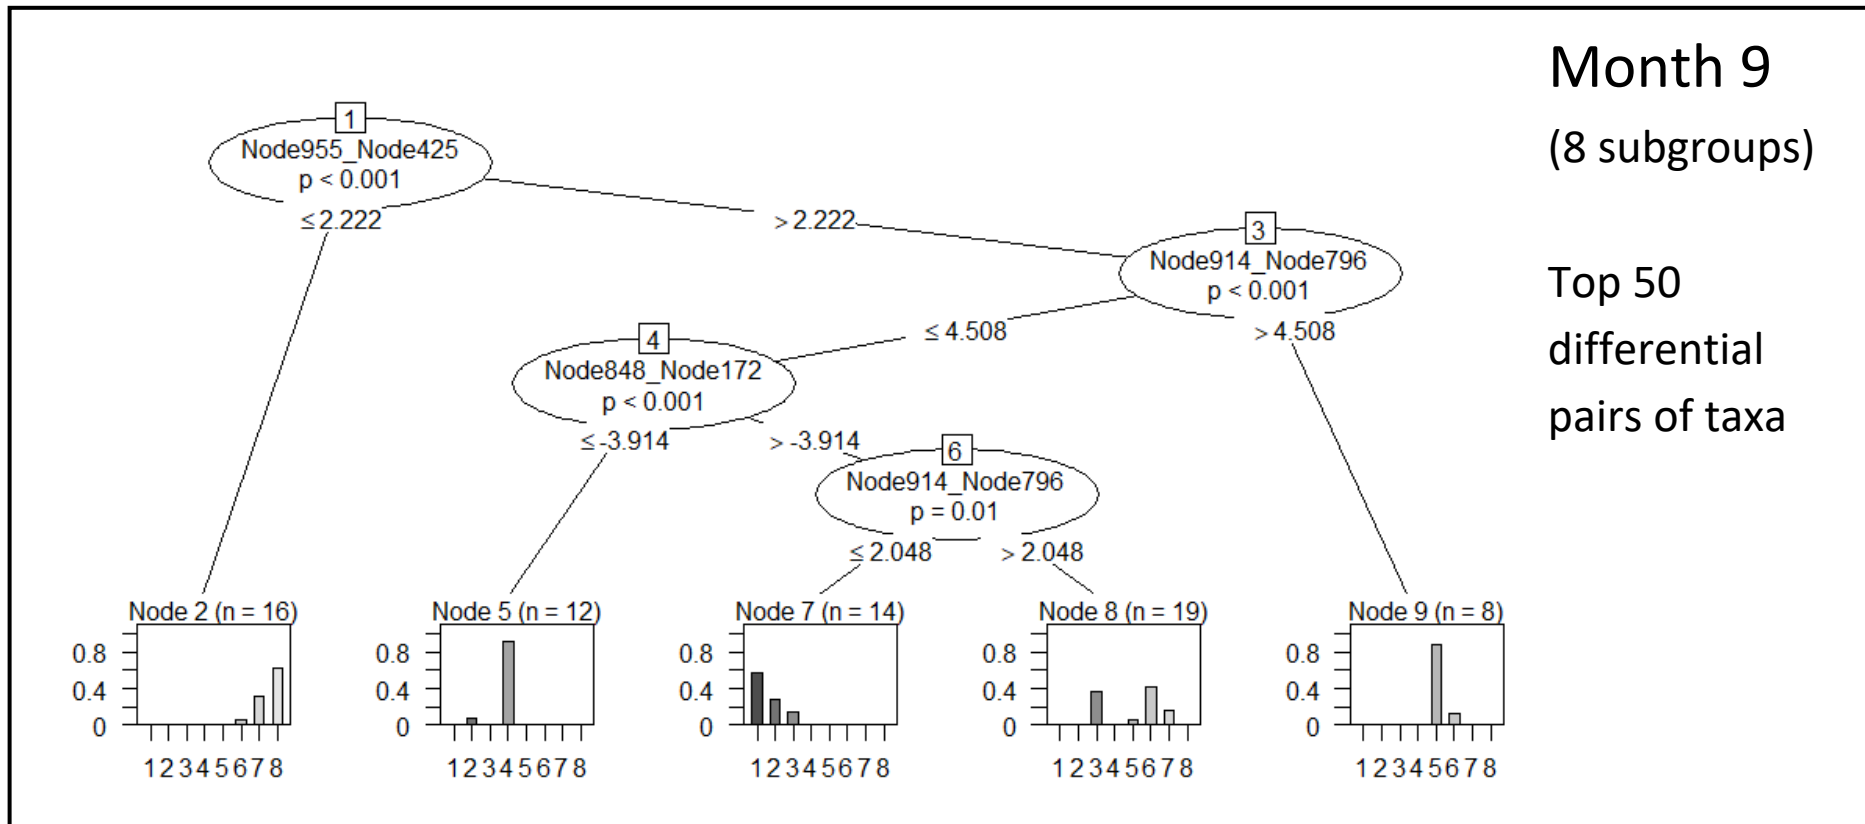 Month 9
(8 subgroups)
Top 50
differential
pairs of taxa
1
Node955_Node425
p < 0.001
≤ 2.222
> 2.222
3
Node914_Node796
p < 0.001
≤ 4.508
> 4.508
4
Node848_Node172
p < 0.001
≤ -3.914
> -3.914
6
Node914_Node796
p = 0.01
≤ 2.048
> 2.048
Node 2 (n = 16)
0.8
0.4
0
12345678
Node 5 (n = 12)
0.8
0.4
0
12345678
Node 7 (n = 14)
0.8
0.4
0
12345678
Node 8 (n = 19)
0.8
0.4
0
12345678
Node 9 (n = 8)
0.8
0.4
0
12345678